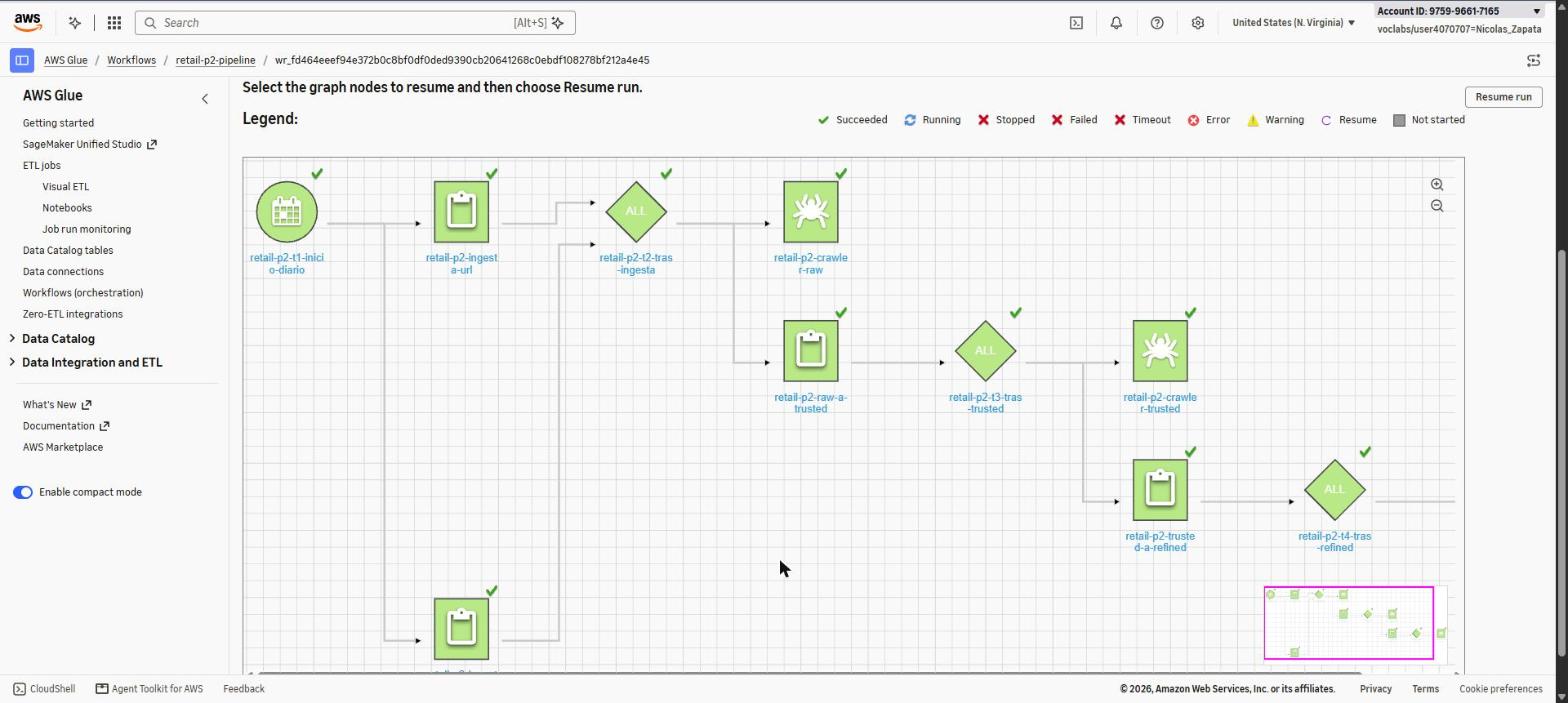 aws
Search
[Alt+S]
United States (N. Virginia)
Account ID: 9759-9661-7165
voclabs/user4070707=Nicolas_Zapata
AWS Glue / Workflows / retail-p2-pipeline / wr_fd464eeef94e372b0c8bf0df0ded9390cb20641268c0ebdf108278bf212a4e45
AWS Glue
Getting started
SageMaker Unified Studio
ETL jobs
Visual ETL
Notebooks
Job run monitoring
Data Catalog tables
Data connections
Workflows (orchestration)
Zero-ETL integrations
Data Catalog
Data Integration and ETL
What's New
Documentation
AWS Marketplace
Enable compact mode
Select the graph nodes to resume and then choose Resume run.
Resume run
Legend:
Succeeded
Running
Stopped
Failed
Timeout
Error
Warning
Resume
Not started
retail-p2-t1-inici
o-diario
retail-p2-ingest
a-url
ALL
retail-p2-t2-tras
-ingesta
retail-p2-crawle
r-raw
retail-p2-raw-a-
trusted
ALL
retail-p2-t3-tras
-trusted
retail-p2-crawle
r-trusted
retail-p2-truste
d-a-refined
ALL
retail-p2-t4-tras
-refined
CloudShell
Agent Toolkit for AWS
Feedback
© 2026, Amazon Web Services, Inc. or its affiliates.
Privacy
Terms
Cookie preferences